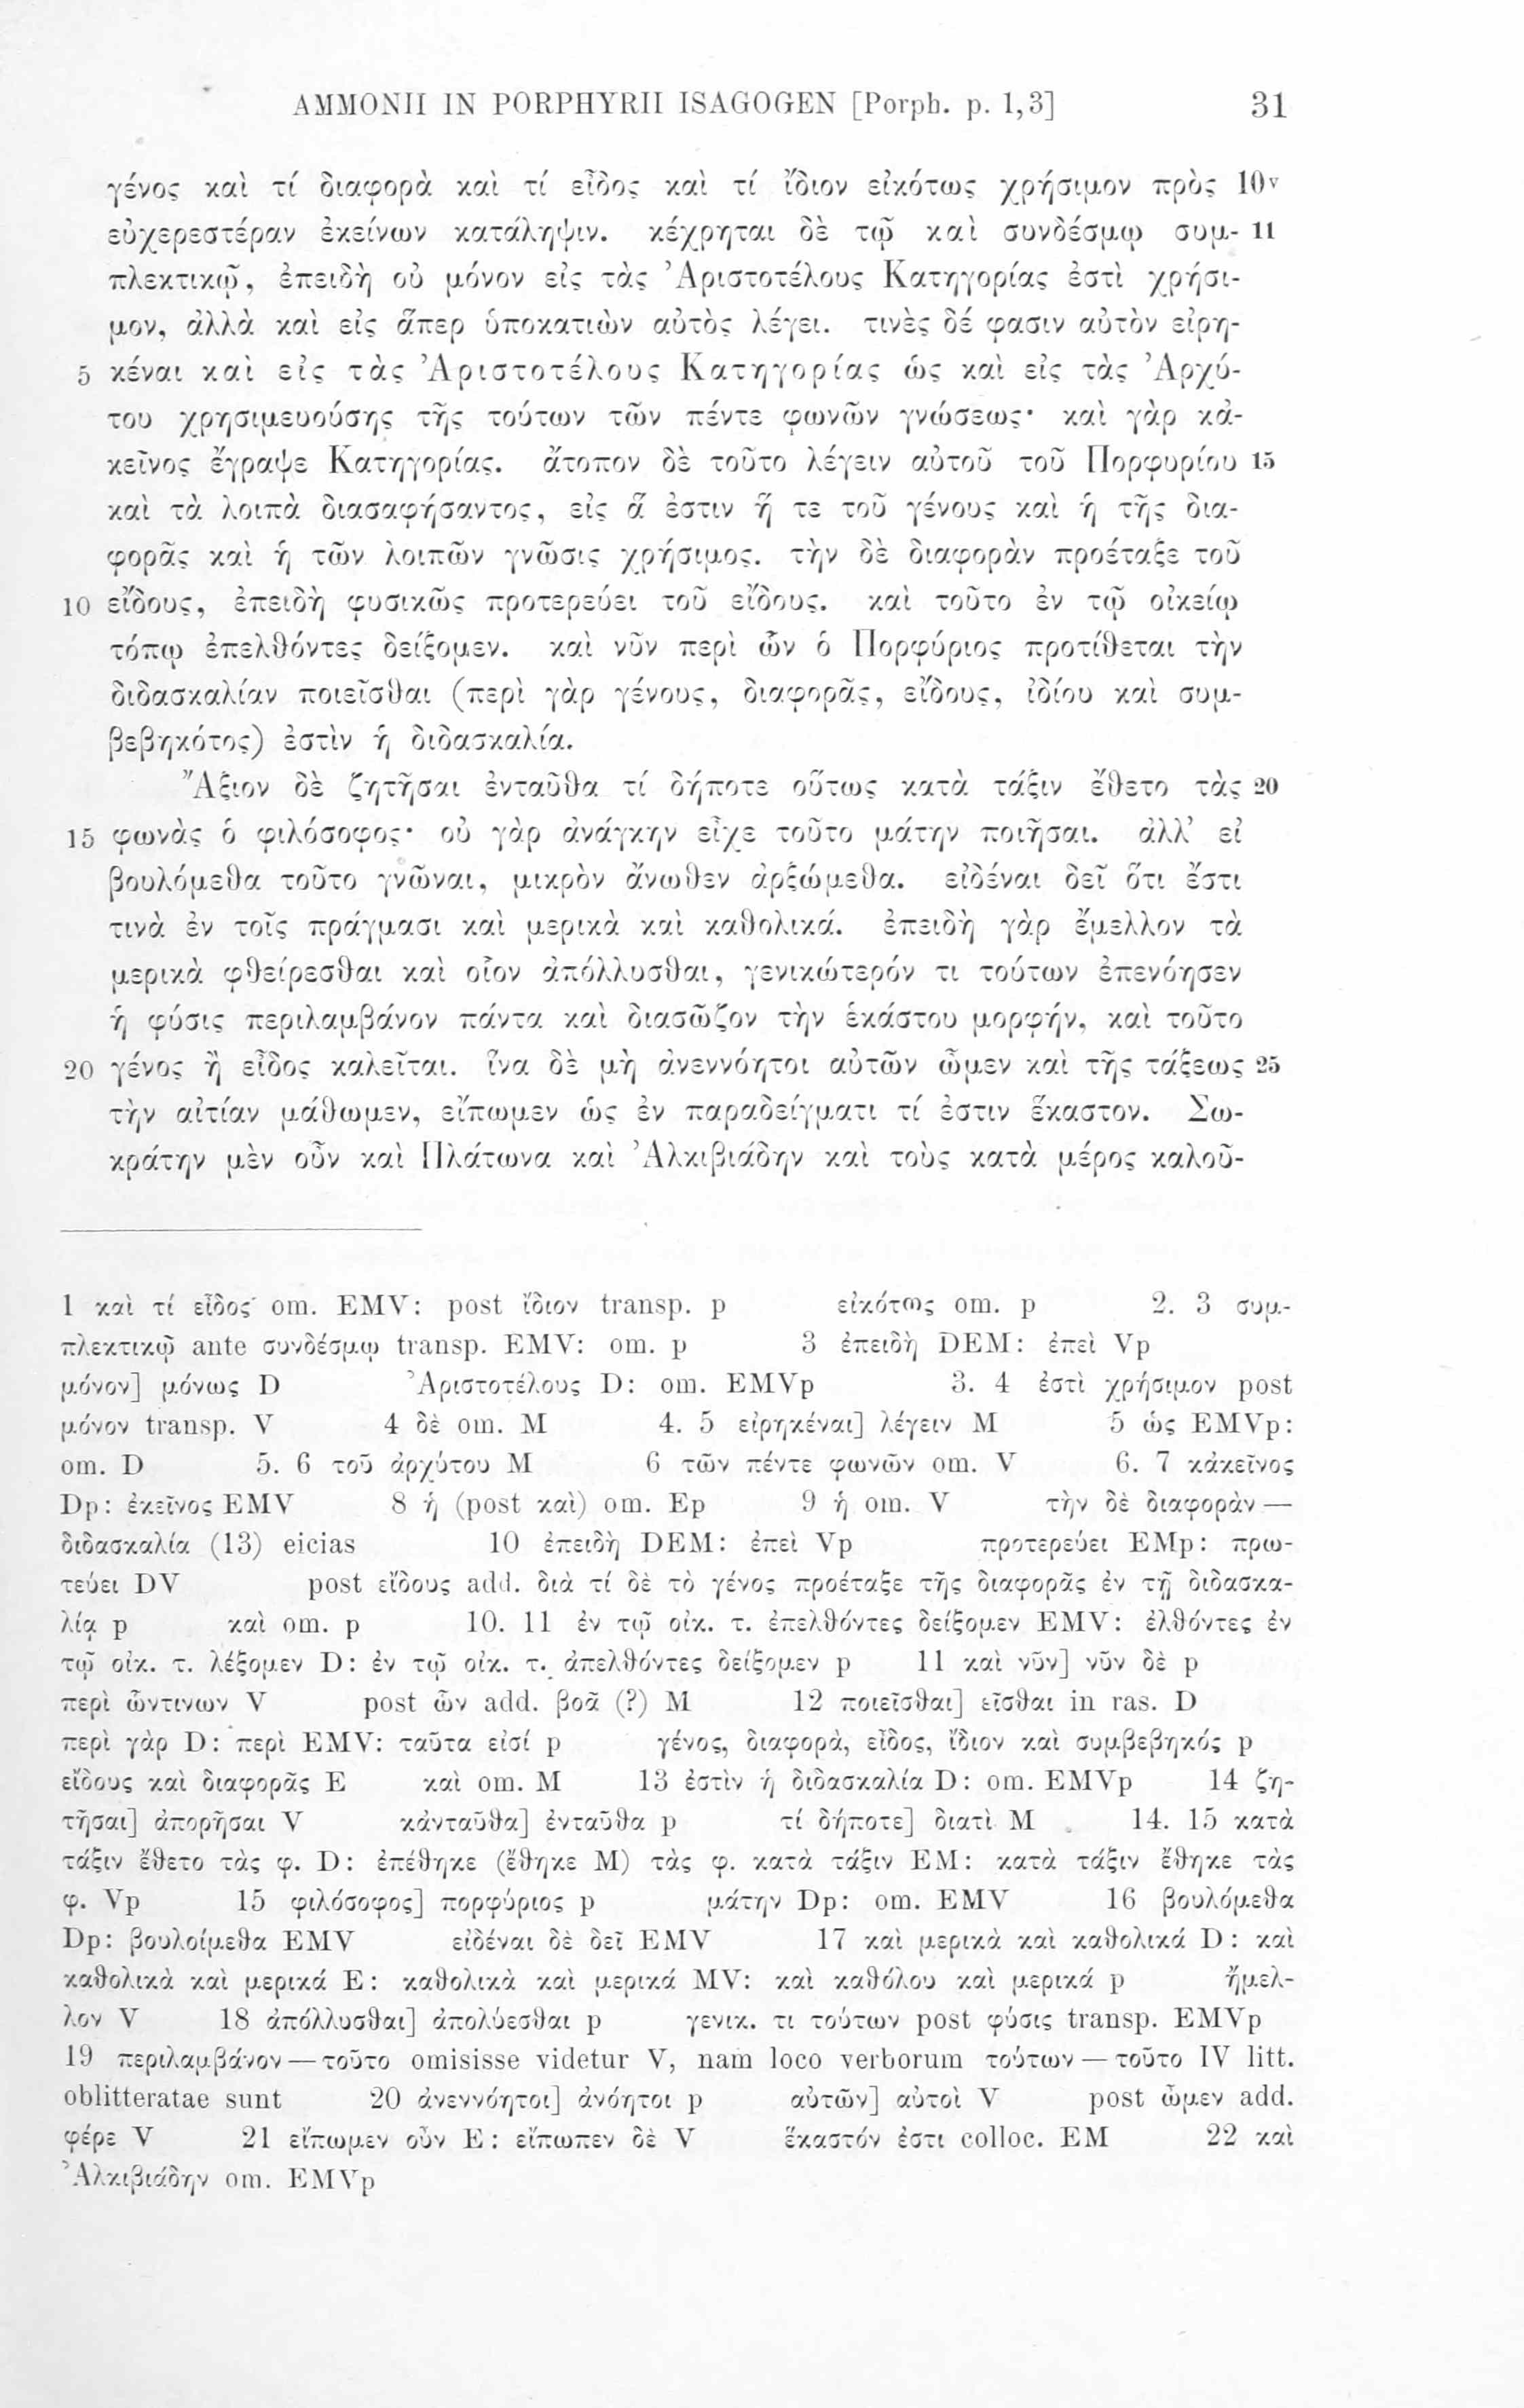 AMMONII IN PORPHYRII ISAGOGEN [Porph. p. 1,3] 31
γένος καὶ τί διαφορὰ καὶ τί εἶδος καὶ τί ἴδιον εἰκότως χρήσιμον πρὸς 10v
εὐχερεστέραν ἐκείνων κατάληψιν. κέχρηται δὲ τῷ καὶ συνδέσμῳ συμ- 11
πλεκτικῷ, ἐπειδὴ οὐ μόνον εἰς τὰς Ἀριστοτέλους Κατηγορίας ἐστὶ χρήσι-
μον, ἀλλὰ καὶ εἰς ἅπερ ὑποκατιὼν αὐτὸς λέγει. τινὲς δέ φασιν αὐτὸν εἰρη-
5 κέναι καὶ εἰς τὰς Ἀριστοτέλους Κατηγορίας ὡς καὶ εἰς τὰς Ἀρχύ-
του χρησιμευούσης τῆς τούτων τῶν πέντε φωνῶν γνώσεως· καὶ γὰρ κἀ-
κεῖνος ἔγραψε Κατηγορίας. ἄτοπον δὲ τοῦτο λέγειν αὐτοῦ τοῦ Πορφυρίου 15
καὶ τὰ λοιπὰ διασαφήσαντος, εἰς ἅ ἐστιν ἥ τε τοῦ γένους καὶ ἡ τῆς δια-
φορᾶς καὶ ἡ τῶν λοιπῶν γνῶσις χρήσιμος. τὴν δὲ διαφορὰν προέταξε τοῦ
10 εἴδους, ἐπειδὴ φυσικῶς προτερεύει τοῦ εἴδους. καὶ τοῦτο ἐν τῷ οἰκείῳ
τόπῳ ἐπελθόντες δείξομεν. καὶ νῦν περὶ ὧν ὁ Πορφύριος προτίθεται τὴν
διδασκαλίαν ποιεῖσθαι (περὶ γὰρ γένους, διαφορᾶς, εἴδους, ἰδίου καὶ συμ-
βεβηκότος) ἐστὶν ἡ διδασκαλία.
Ἄξιον δὲ ζητῆσαι ἐνταῦθα τί δήποτε οὕτως κατὰ τάξιν ἔθετο τὰς 20
15 φωνὰς ὁ φιλόσοφος· οὐ γὰρ ἀνάγκην εἶχε τοῦτο μάτην ποιῆσαι. ἀλλ’ εἰ
βουλόμεθα τοῦτο γνῶναι, μικρὸν ἄνωθεν ἀρξώμεθα. εἰδέναι δεῖ ὅτι ἔστι
τινὰ ἐν τοῖς πράγμασι καὶ μερικὰ καὶ καθολικά. ἐπειδὴ γὰρ ἔμελλον τὰ
μερικὰ φθείρεσθαι καὶ οἷον ἀπόλλυσθαι, γενικώτερόν τι τούτων ἐπενόησεν
ἡ φύσις περιλαμβάνον πάντα καὶ διασῶζον τὴν ἑκάστου μορφήν, καὶ τοῦτο
20 γένος ἢ εἶδος καλεῖται. ἵνα δὲ μὴ ἀνεννόητοι αὐτῶν ὦμεν καὶ τῆς τάξεως 25
τὴν αἰτίαν μάθωμεν, εἴπωμεν ὡς ἐν παραδείγματι τί ἐστιν ἕκαστον. Σω-
κράτην μὲν οὖν καὶ Πλάτωνα καὶ Ἀλκιβιάδην καὶ τοὺς κατὰ μέρος καλοῦ-
1 καὶ τί εἶδος om. EMV: post ἴδιον transp. p εἰκότως om. p 2. 3 συμ-
πλεκτικῷ ante συνδέσμῳ transp. EMV: om. p 3 ἐπειδὴ DEM: ἐπεὶ Vp
μόνον] μόνως D Ἀριστοτέλους D: om. EMVp 3. 4 ἐστὶ χρήσιμον post
μόνον transp. V 4 δὲ om. M 4. 5 εἰρηκέναι] λέγειν M 5 ὡς EMVp:
om. D 5. 6 τοῦ ἀρχύτου M 6 τῶν πέντε φωνῶν om. V 6. 7 κἀκεῖνος
Dp: ἐκεῖνος EMV 8 ἡ (post καὶ) om. Ep 9 ἡ om. V τὴν δὲ διαφορὰν —
διδασκαλία (13) eicias 10 ἐπειδὴ DEM: ἐπεὶ Vp προτερεύει EMp: πρω-
τεύει DV post εἴδους add. διὰ τί δὲ τὸ γένος προέταξε τῆς διαφορᾶς ἐν τῇ διδασκα-
λίᾳ p καὶ om. p 10. 11 ἐν τῷ οἰκ. τ. ἐπελθόντες δείξομεν EMV: ἐλθόντες ἐν
τῷ οἰκ. τ. λέξομεν D: ἐν τῷ οἰκ. τ. ἀπελθόντες δείξομεν p 11 καὶ νῦν] νῦν δὲ p
περὶ ὧντινων V post ὧν add. βοᾶ (?) M 12 ποιεῖσθαι] εῖσθαι in ras. D
περὶ γὰρ D: περὶ EMV: ταῦτα εἰσί p γένος, διαφορὰ, εἶδος, ἴδιον καὶ συμβεβηκός p
εἴδους καὶ διαφορᾶς E καὶ om. M 13 ἐστὶν ἡ διδασκαλία D: om. EMVp 14 ζη-
τῆσαι] ἀπορῆσαι V κἀνταῦθα] ἐνταῦθα p τί δήποτε] διατὶ M 14. 15 κατὰ
τάξιν ἔθετο τὰς φ. D: ἐπέθηκε (ἔθηκε M) τὰς φ. κατὰ τάξιν EM: κατὰ τάξιν ἔθηκε τὰς
φ. Vp 15 φιλόσοφος] πορφύριος p μάτην Dp: om. EMV 16 βουλόμεθα
Dp: βουλοίμεθα EMV εἰδέναι δὲ δεῖ EMV 17 καὶ μερικὰ καὶ καθολικά D: καὶ
καθολικὰ καὶ μερικά E: καθολικὰ καὶ μερικά MV: καὶ καθόλου καὶ μερικά p ἤμελ-
λον V 18 ἀπόλλυσθαι] ἀπολύεσθαι p γενικ. τι τούτων post φύσις transp. EMVp
19 περιλαμβάνον — τοῦτο omisisse videtur V, nam loco verborum τούτων — τοῦτο IV litt.
oblitteratae sunt 20 ἀνεννόητοι] ἀνόητοι p αὐτῶν] αὐτοὶ V post ὦμεν add.
φέρε V 21 εἴπωμεν οὖν E: εἴπωπεν δὲ V ἕκαστόν ἐστι colloc. EM 22 καὶ
Ἀλκιβιάδην om. EMVp